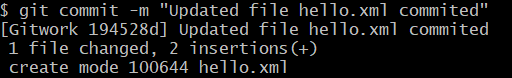 $ git commit -m "Updated file hello.xml commited"
[Gitwork 194528d] Updated file hello.xml commited
 1 file changed, 2 insertions(+)
 create mode 100644 hello.xml